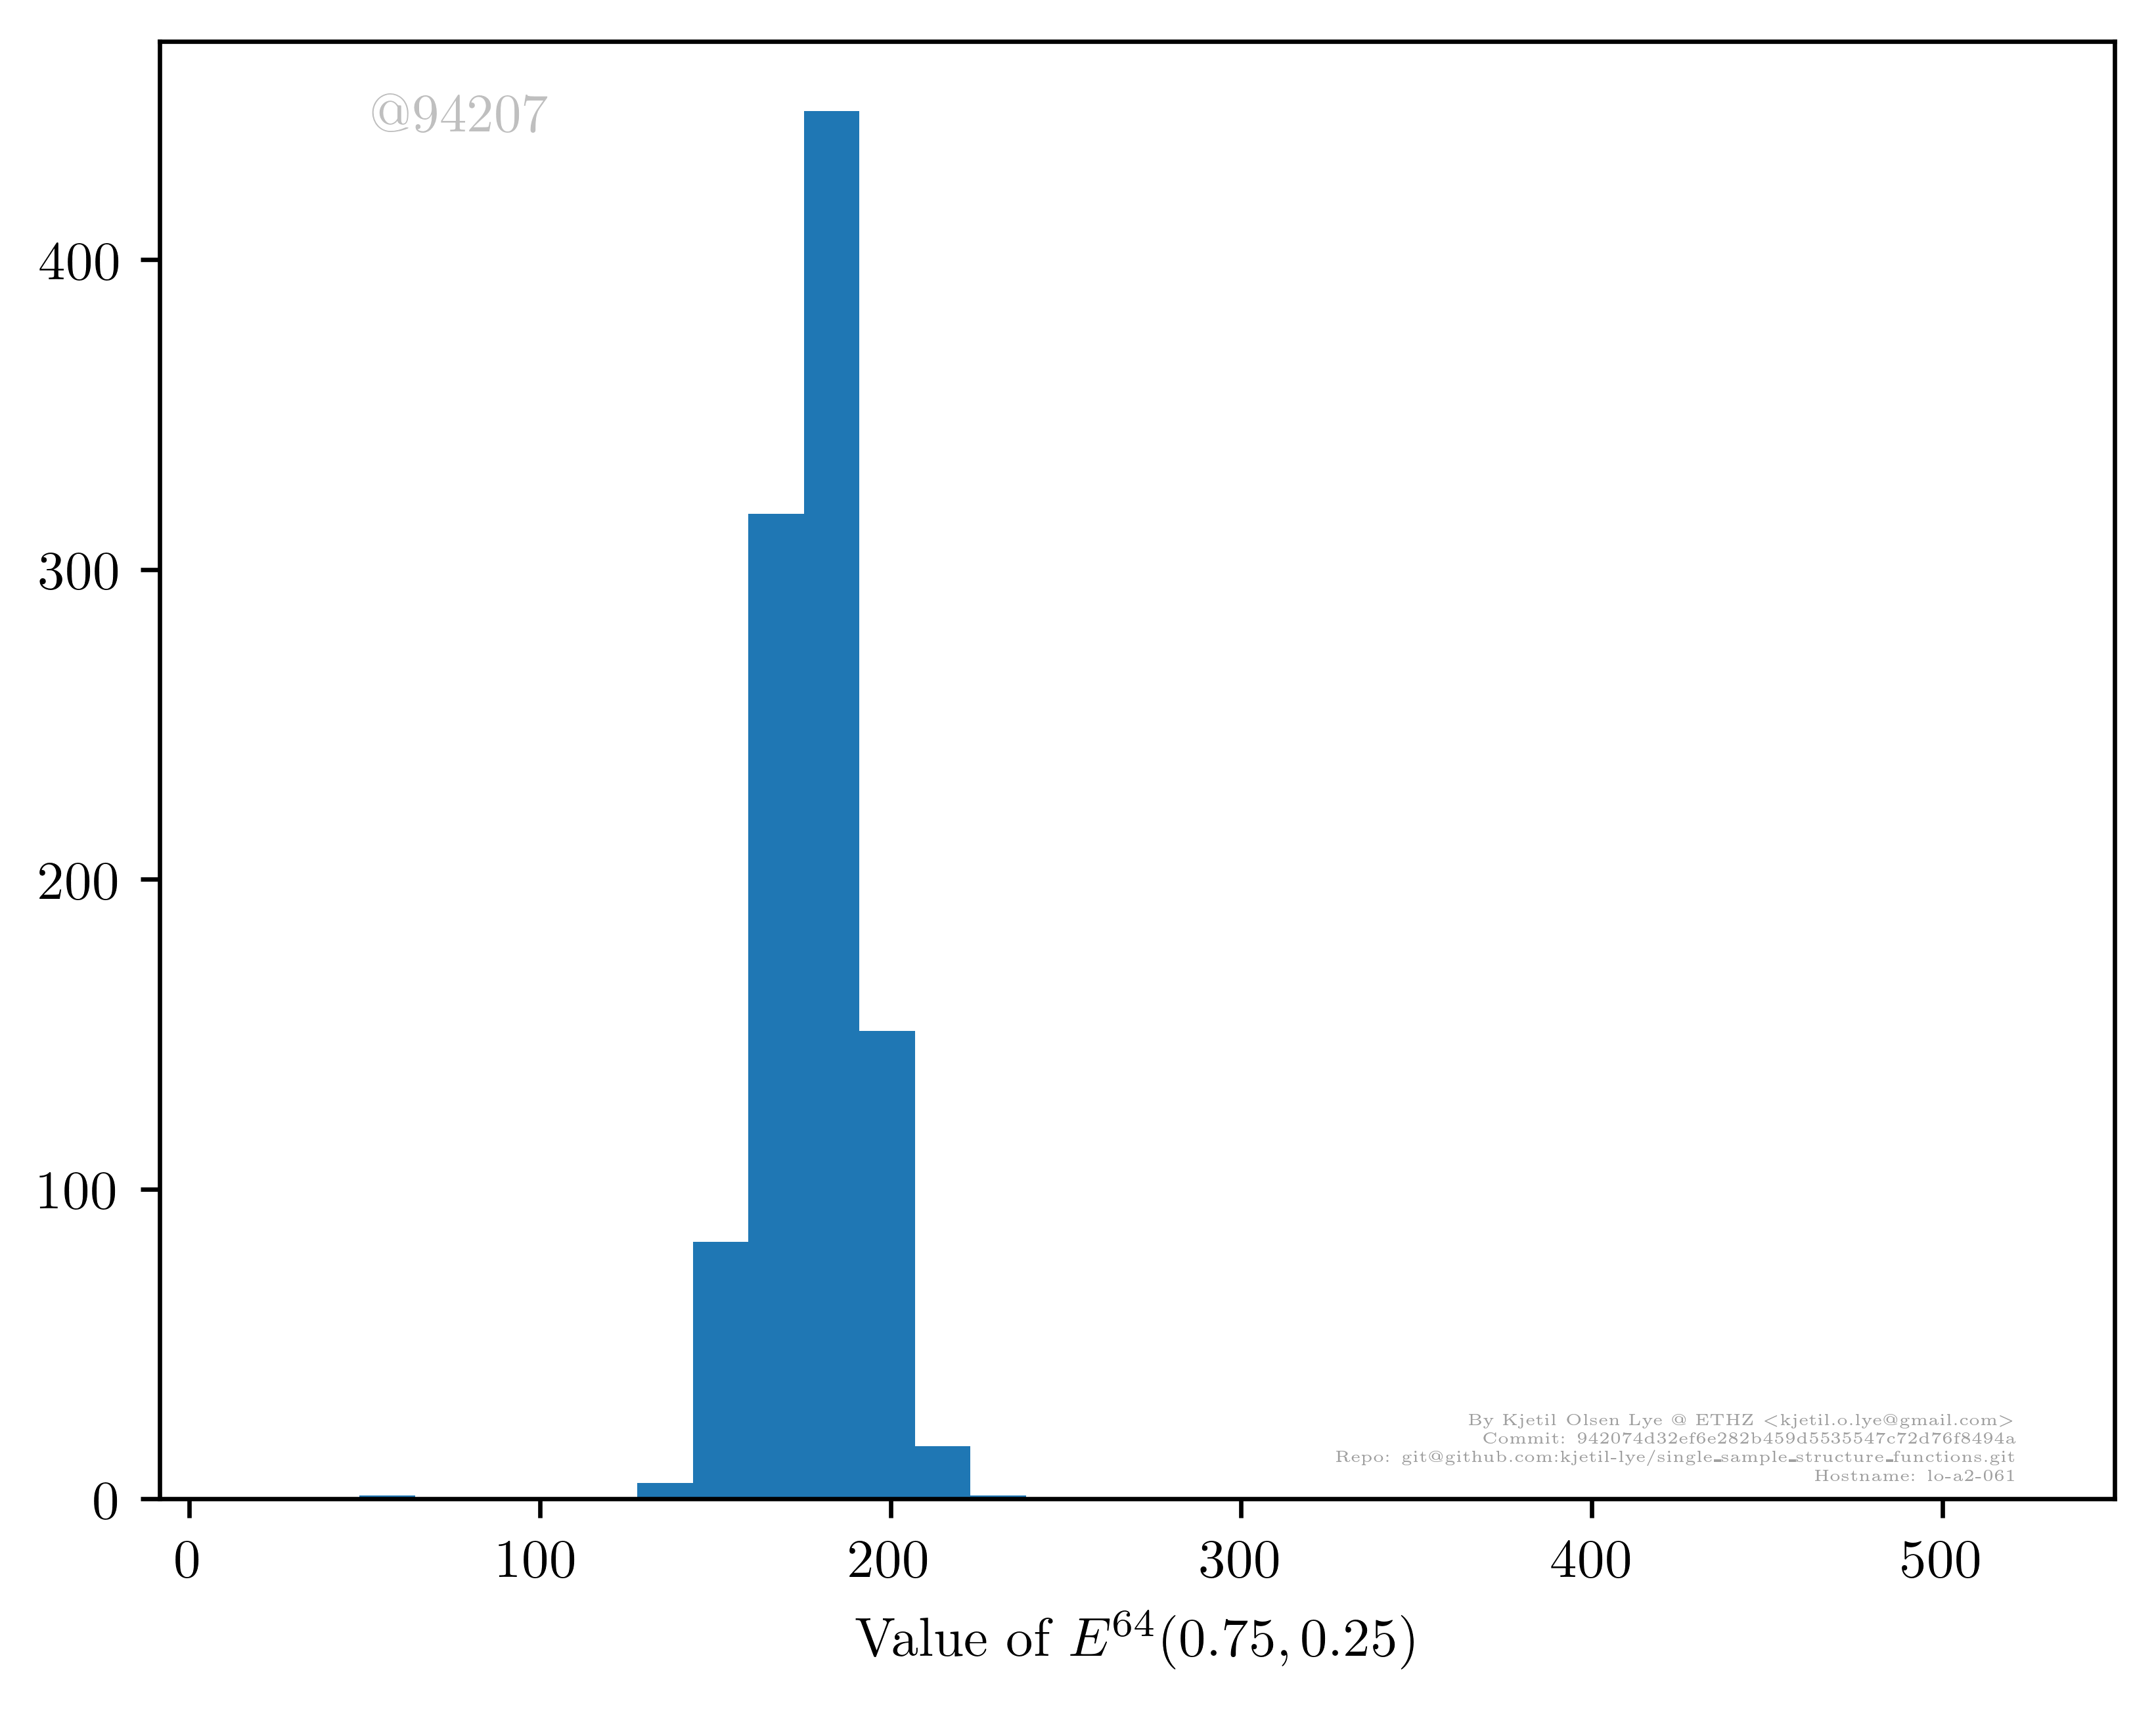 @94207
400
300
200
100
0
By Kjetil Olsen Lye @ ETHZ <kjetil.o.lye@gmail.com>
Commit: 942074d32ef6e282b459d5535547c72d76f8494a
Repo: git@github.com:kjetil-lye/single_sample_structure_functions.git
Hostname: lo-a2-061
0 100 200 300 400 500
Value of $E^{64}(0.75, 0.25)$